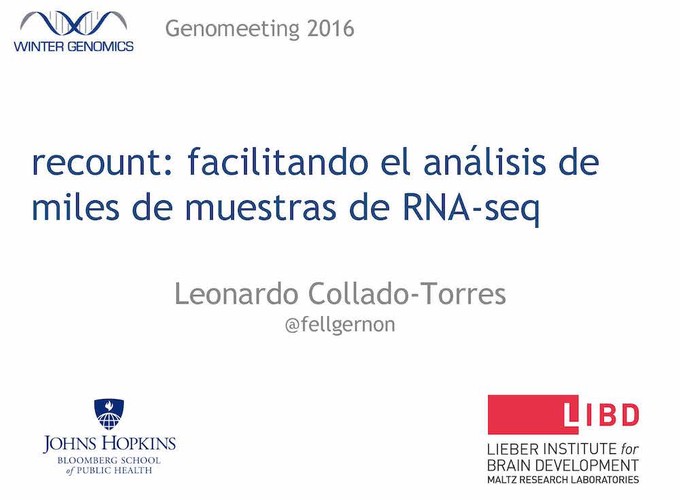 WINTER GENOMICS
Genomeeting 2016
recount: facilitando el análisis de
miles de muestras de RNA-seq
Leonardo Collado-Torres
@fellgernon
JOHNS HOPKINS
BLOOMBERG SCHOOL
of PUBLIC HEALTH
LIBD
LIEBER INSTITUTE for
BRAIN DEVELOPMENT
MALTZ RESEARCH LABORATORIES